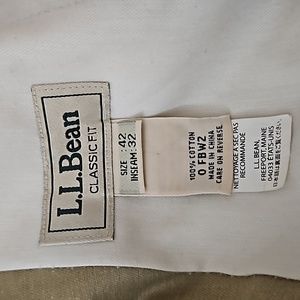 L.L.Bean
CLASSIC FIT
SIZE: 42
INSEAM: 32
100% COTTON
0 FBW2
MADE IN CHINA
CARE ON REVERSE
NETTOYAGE A SEC PAS
RECOMMANDE
L.L.BEAN,
FREEPORT, MAINE
04033 ÉTATS-UNIS